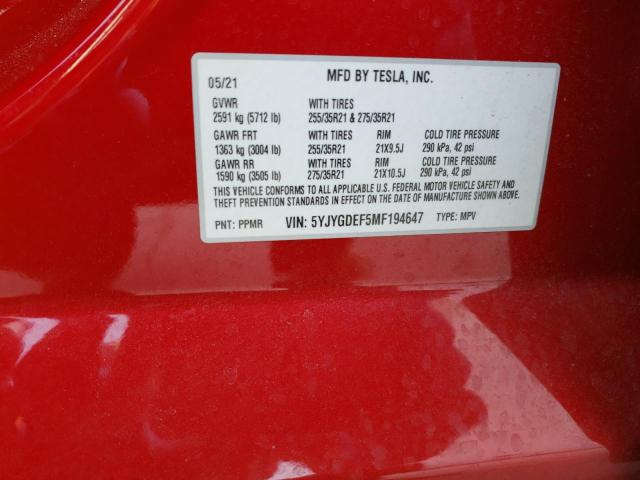 05/21 MFD BY TESLA, INC.
GVWR WITH TIRES
2591 kg (5712 lb) 255/35R21 & 275/35R21
GAWR FRT WITH TIRES RIM COLD TIRE PRESSURE
1363 kg (3004 lb) 255/35R21 21X9.5J 290 kPa, 42 psi
GAWR RR WITH TIRES RIM COLD TIRE PRESSURE
1590 kg (3505 lb) 275/35R21 21X10.5J 290 kPa, 42 psi
THIS VEHICLE CONFORMS TO ALL APPLICABLE U.S. FEDERAL MOTOR VEHICLE SAFETY AND
THEFT PREVENTION STANDARDS IN EFFECT ON THE DATE OF MANUFACTURE SHOWN ABOVE.
PNT: PPMR VIN: 5YJYGDEF5MF194647 TYPE: MPV